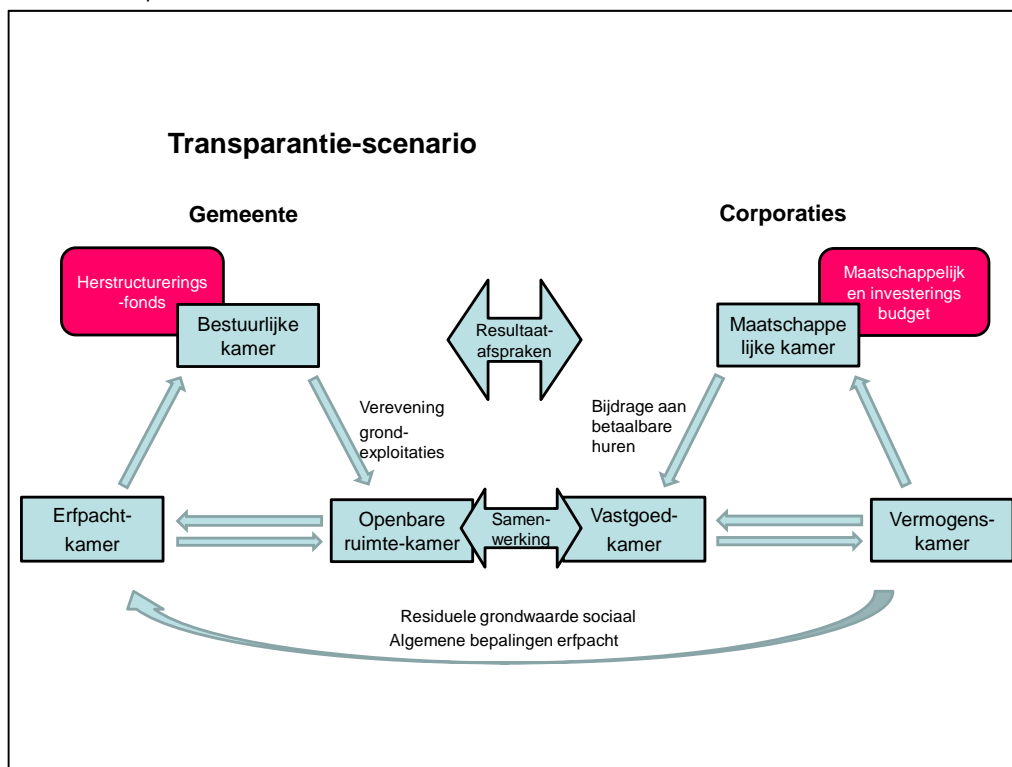 Transparantie-scenario
Gemeente
Corporaties
Herstructurerings
-fonds
Bestuurlijke
kamer
Resultaat-
afspraken
Maatschappelijk
en investerings
budget
Maatschappe
lijke kamer
Verevening
grond-
exploitaties
Bijdrage aan
betaalbare
huren
Erfpacht-
kamer
Openbare
ruimte-kamer
Samen-
werking
Vastgoed-
kamer
Vermogens-
kamer
Residuele grondwaarde sociaal
Algemene bepalingen erfpacht